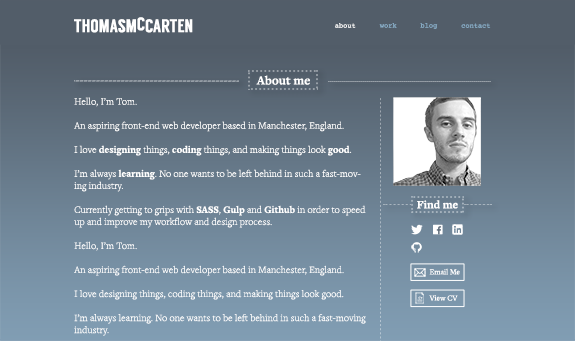 THOMASMCCARTEN
about work blog contact
About me
Hello, I'm Tom.
An aspiring front-end web developer based in Manchester, England.
I love designing things, coding things, and making things look good.
I'm always learning. No one wants to be left behind in such a fast-mov-
ing industry.
Currently getting to grips with SASS, Gulp and Github in order to speed
up and improve my workflow and design process.
Hello, I'm Tom.
An aspiring front-end web developer based in Manchester, England.
I love designing things, coding things, and making things look good.
I'm always learning. No one wants to be left behind in such a fast-moving
industry.
Find me
Email Me
View CV